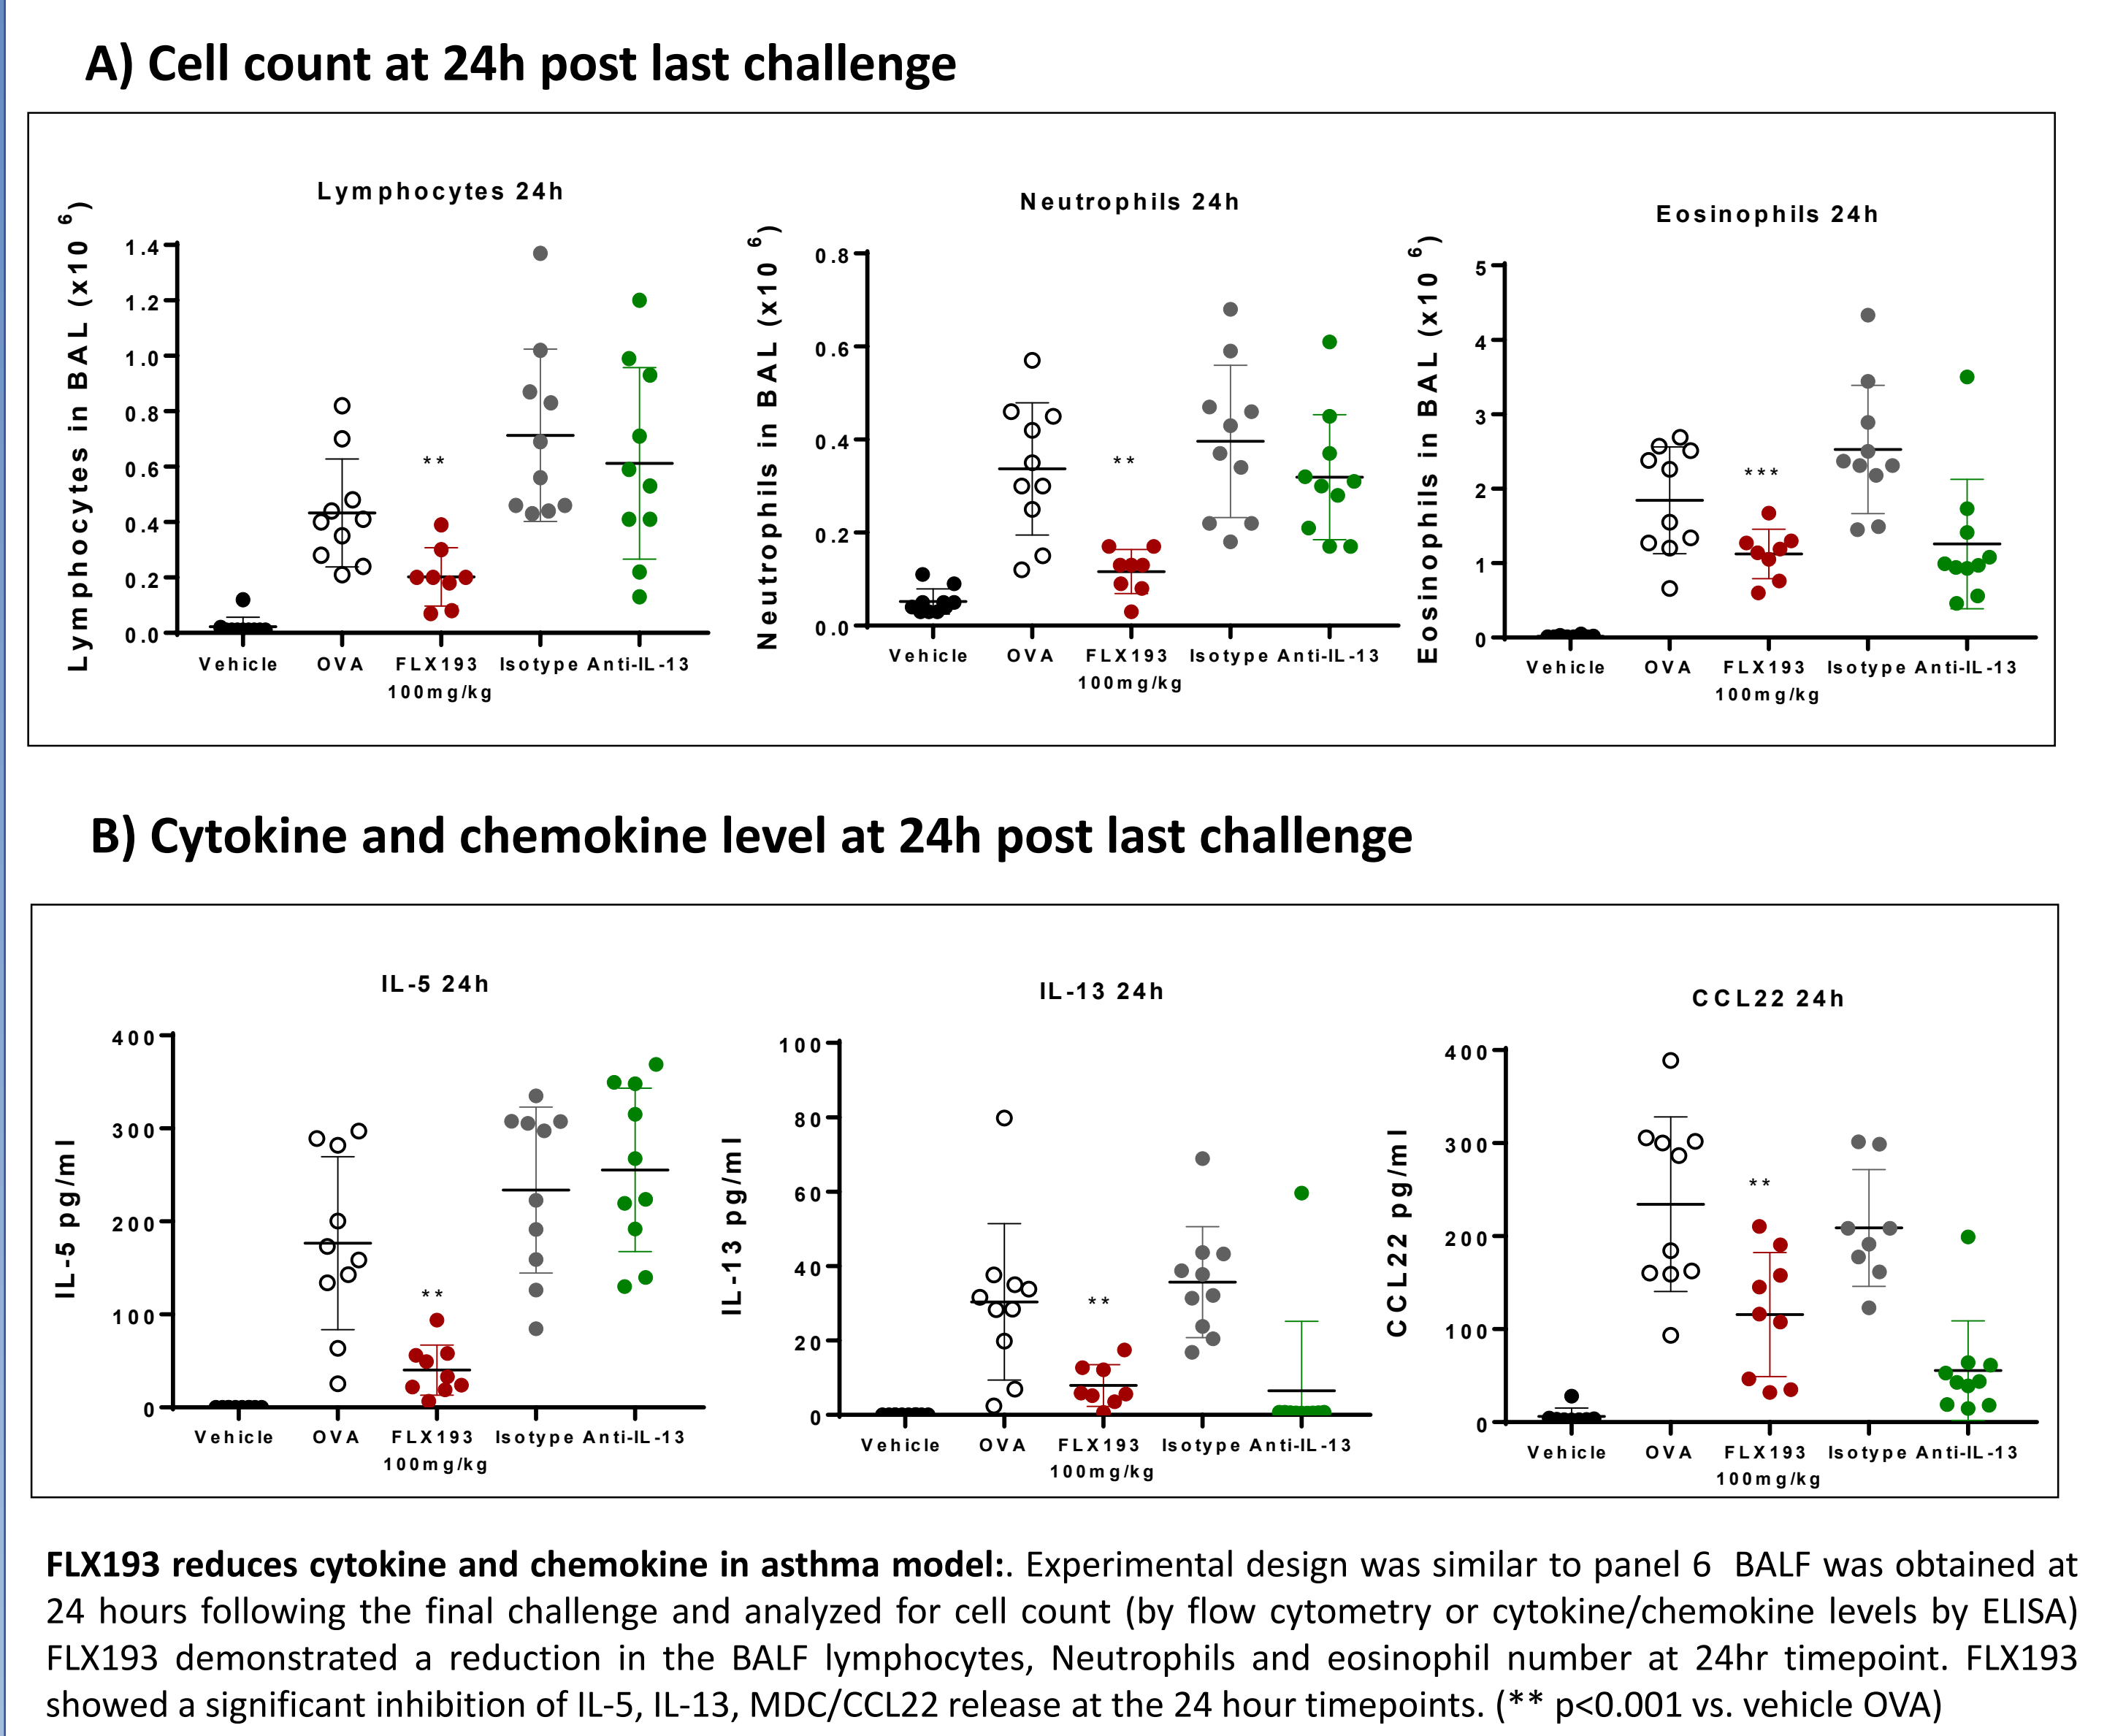 A) Cell count at 24h post last challenge
Lymphocytes 24h
Lymphocytes in BAL (x10 6)
1.4
1.2
1.0
0.8
0.6
0.4
0.2
0.0
**
Vehicle OVA FLX193 Isotype Anti-IL-13
100mg/kg
Neutrophils 24h
Neutrophils in BAL (x10 6)
0.8
0.6
0.4
0.2
0.0
**
Vehicle OVA FLX193 Isotype Anti-IL-13
100mg/kg
Eosinophils 24h
Eosinophils in BAL (x10 6)
5
4
3
2
1
0
***
Vehicle OVA FLX193 Isotype Anti-IL-13
100mg/kg
B) Cytokine and chemokine level at 24h post last challenge
IL-5 24h
IL-5 pg/ml
400
300
200
100
0
**
Vehicle OVA FLX193 Isotype Anti-IL-13
100mg/kg
IL-13 24h
IL-13 pg/ml
100
80
60
40
20
0
**
Vehicle OVA FLX193 Isotype Anti-IL-13
100mg/kg
CCL22 24h
CCL22 pg/ml
400
300
200
100
0
**
Vehicle OVA FLX193 Isotype Anti-IL-13
100mg/kg
FLX193 reduces cytokine and chemokine in asthma model:. Experimental design was similar to panel 6 BALF was obtained at
24 hours following the final challenge and analyzed for cell count (by flow cytometry or cytokine/chemokine levels by ELISA)
FLX193 demonstrated a reduction in the BALF lymphocytes, Neutrophils and eosinophil number at 24hr timepoint. FLX193
showed a significant inhibition of IL-5, IL-13, MDC/CCL22 release at the 24 hour timepoints. (** p<0.001 vs. vehicle OVA)